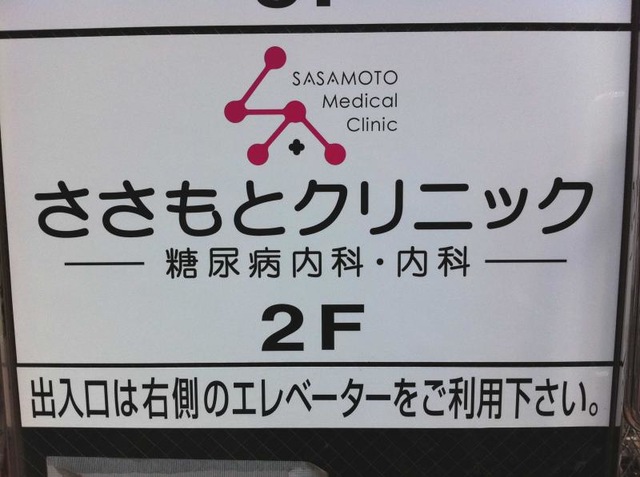 SASAMOTO
Medical
Clinic
ささもとクリニック
糖尿病内科・内科
2F
出入口は右側のエレベーターをご利用下さい。